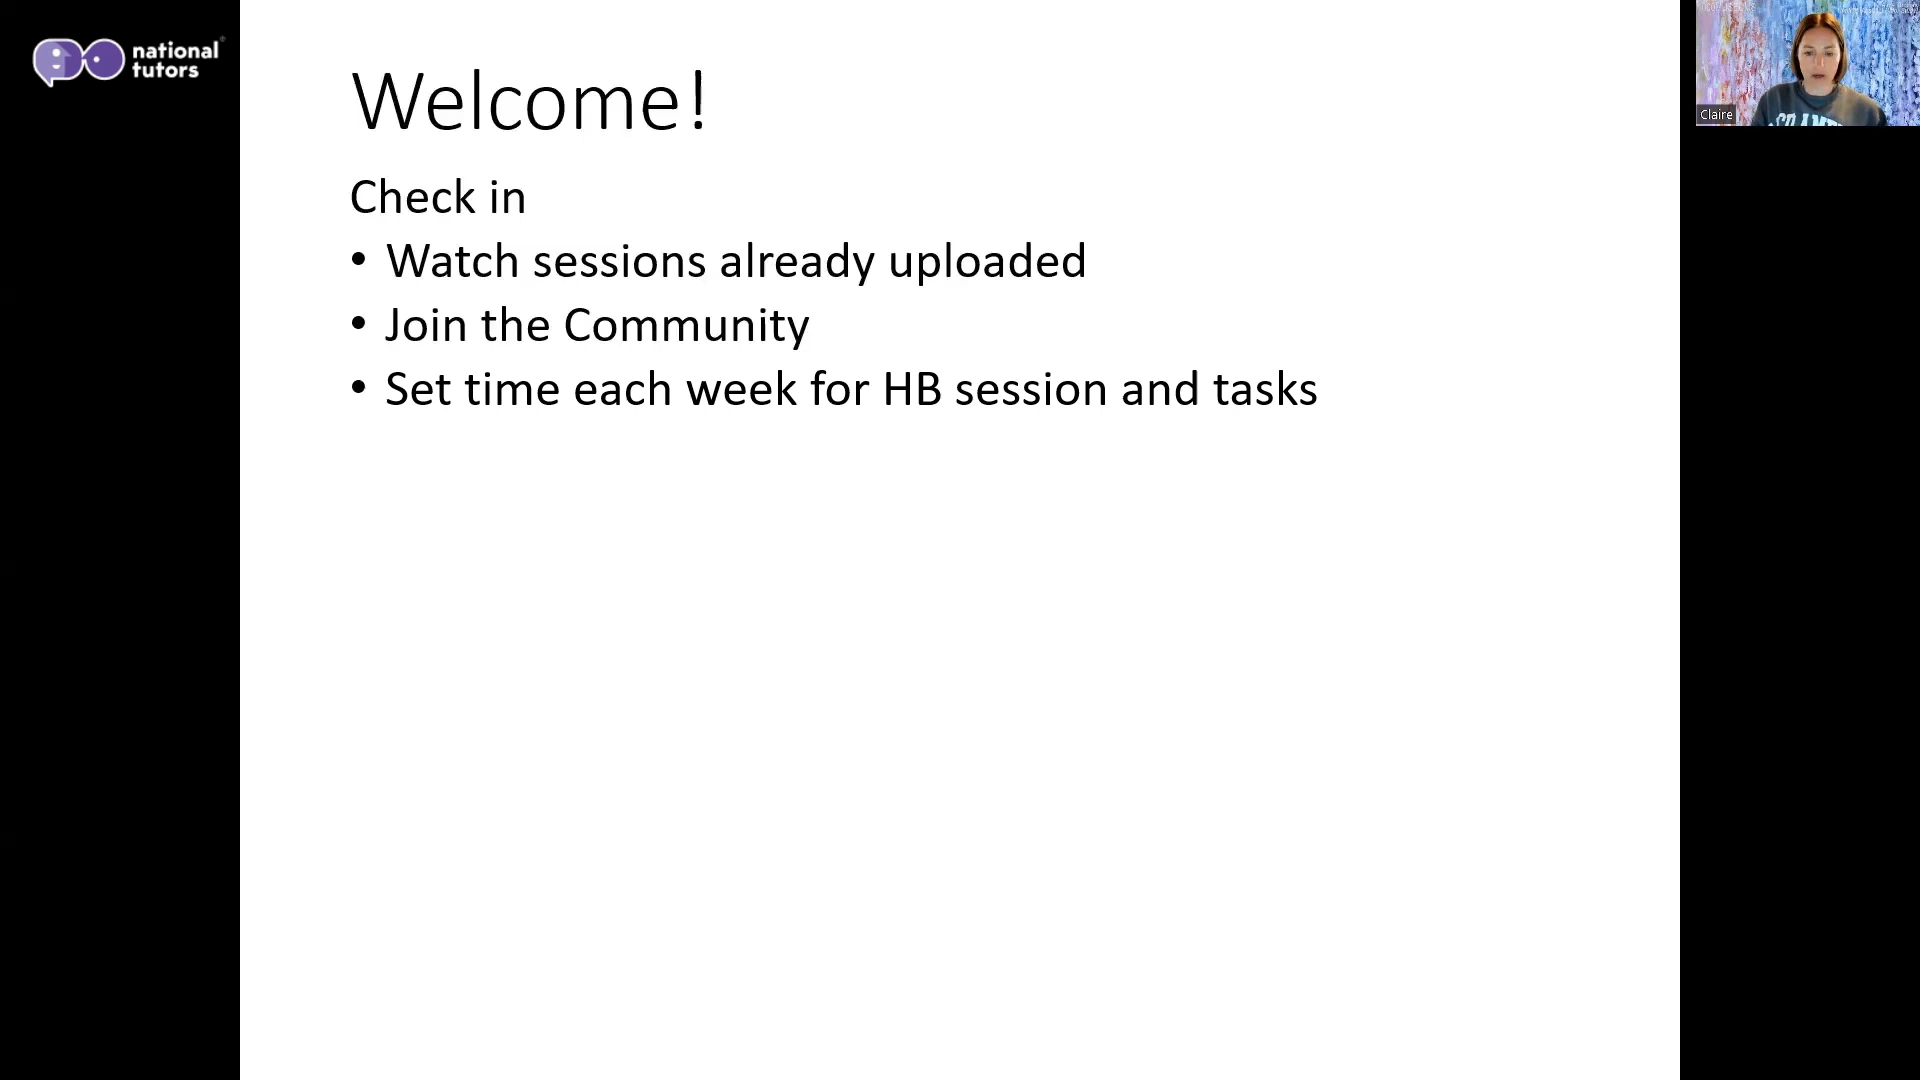 national
tutors
Welcome!
Check in
• Watch sessions already uploaded
• Join the Community
• Set time each week for HB session and tasks
Claire